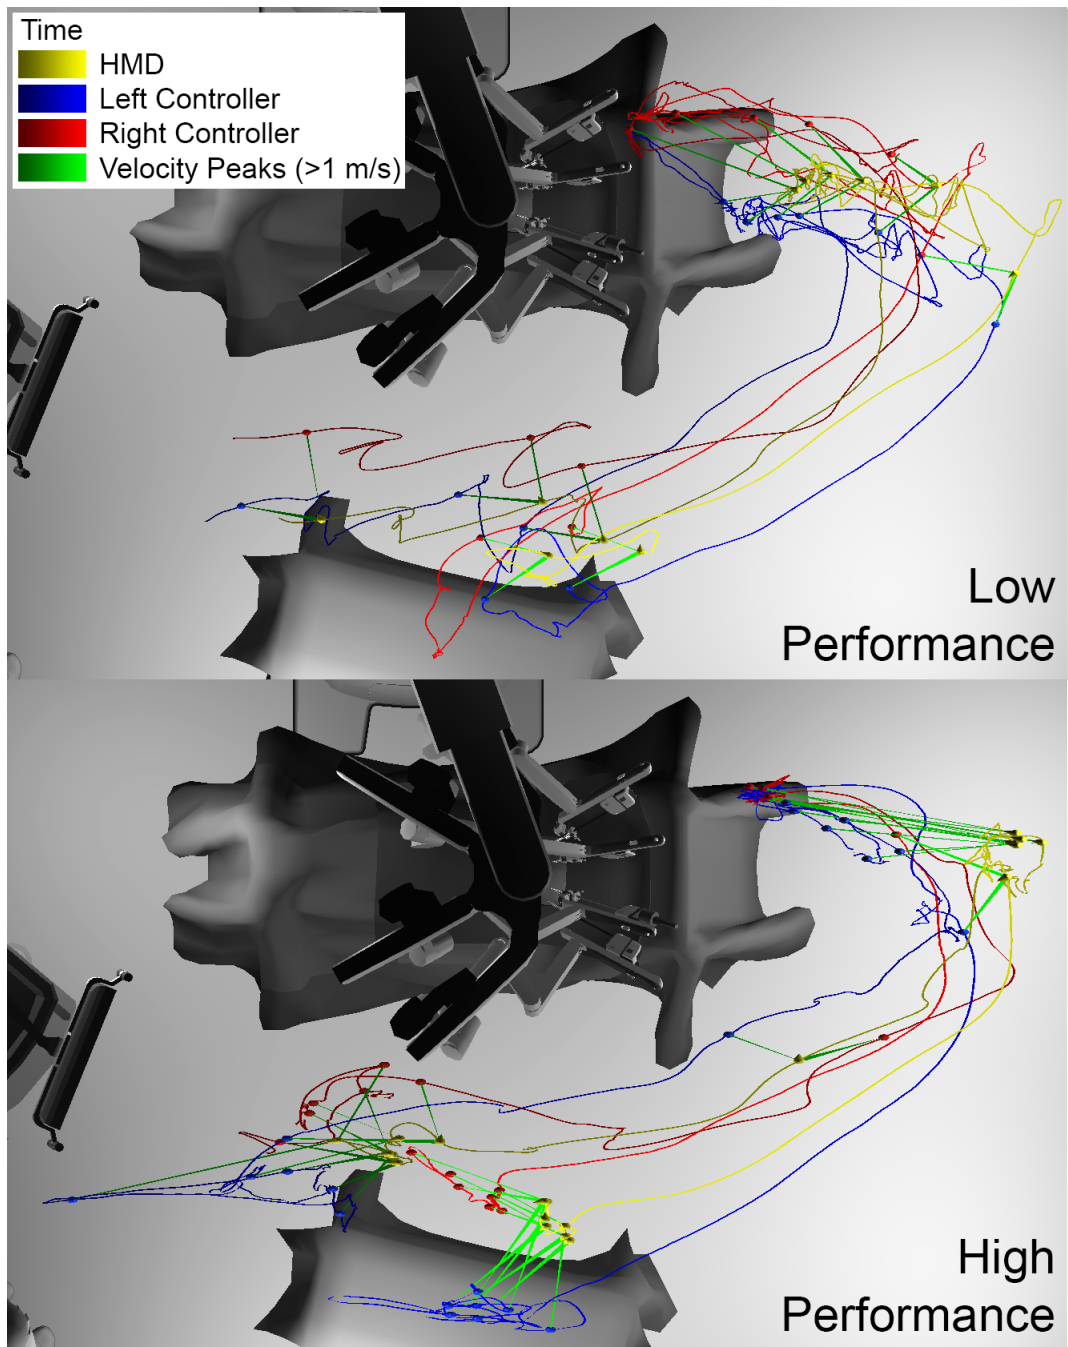 Time
HMD
Left Controller
Right Controller
Velocity Peaks (>1 m/s)
Low
Performance
High
Performance